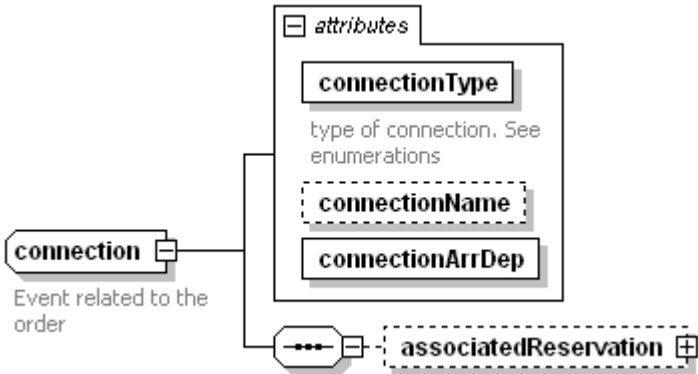 attributes
connectionType
type of connection. See
enumerations
connectionName
connectionArrDep
connection
Event related to the
order
associatedReservation